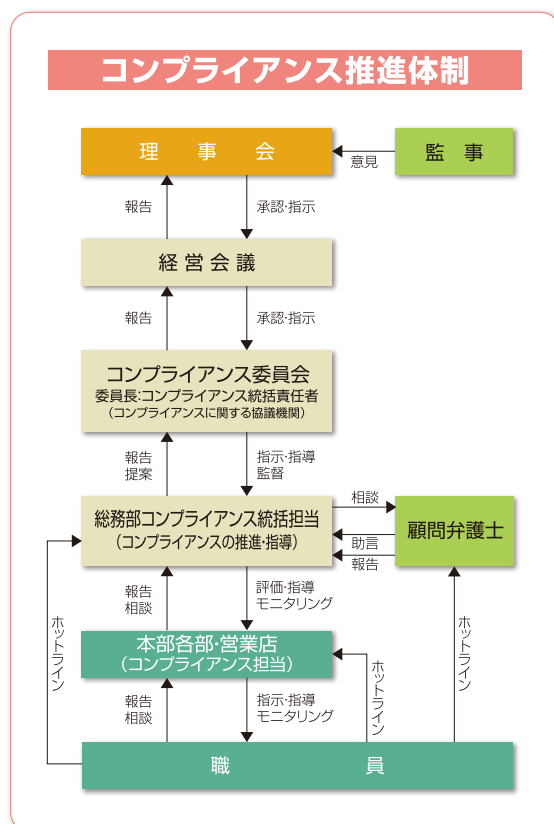 コンプライアンス推進体制
理事会
監事
意見
報告
承認・指示
経営会議
報告
承認・指示
コンプライアンス委員会
委員長:コンプライアンス統括責任者
(コンプライアンスに関する協議機関)
報告
提案
指示・指導
監督
総務部コンプライアンス統括担当
(コンプライアンスの推進・指導)
相談
助言
報告
顧問弁護士
報告
相談
評価・指導
モニタリング
ホットライン
本部各部・営業店
(コンプライアンス担当)
ホットライン
ホットライン
報告
相談
指示・指導
モニタリング
職員